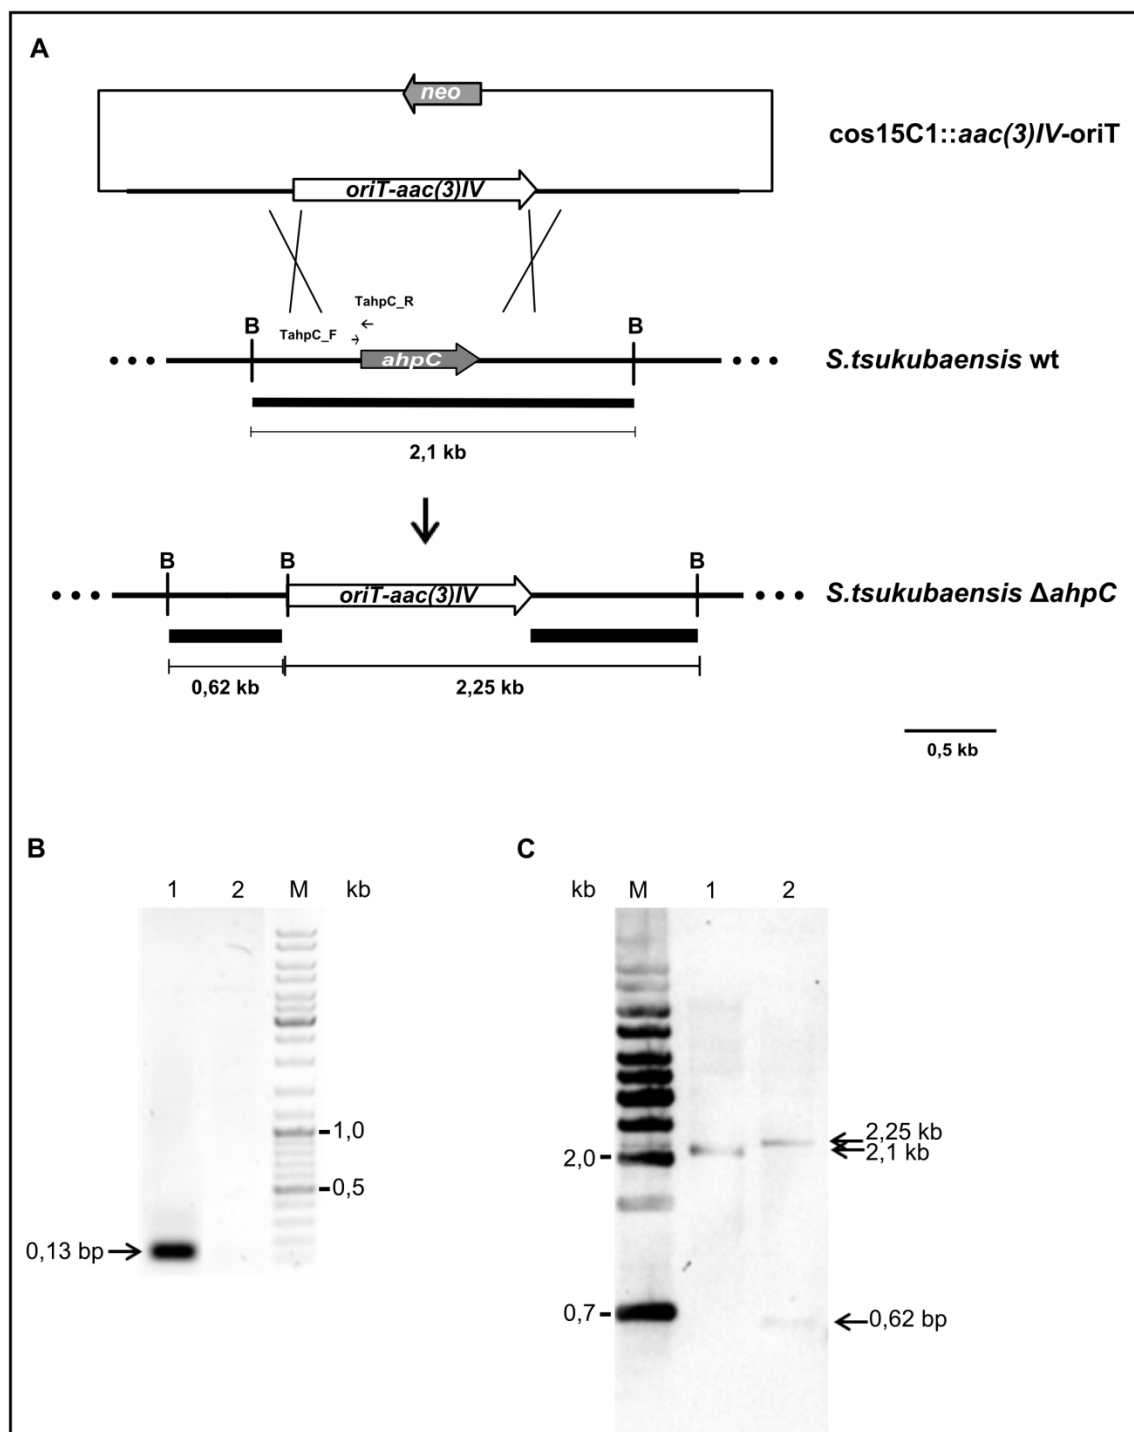 A
neo
cos15C1::aac(3)IV-oriT
oriT-aac(3)IV
TahpC_R
TahpC_F
B
B
ahpC
S.tsukubaensis wt
2,1 kb
B
B
B
oriT-aac(3)IV
S.tsukubaensis ΔahpC
0,62 kb
2,25 kb
0,5 kb
B
C
1 2 M kb
kb M 1 2
1,0
0,5
0,13 bp
2,25 kb
2,1 kb
2,0
0,7
0,62 bp